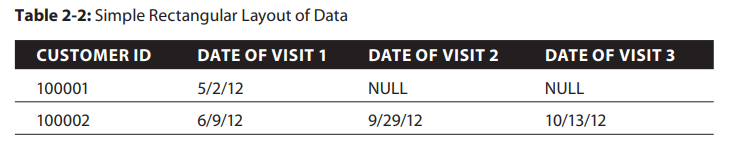 Table 2-2: Simple Rectangular Layout of Data
CUSTOMER ID DATE OF VISIT 1 DATE OF VISIT 2 DATE OF VISIT 3
100001 5/2/12 NULL NULL
100002 6/9/12 9/29/12 10/13/12